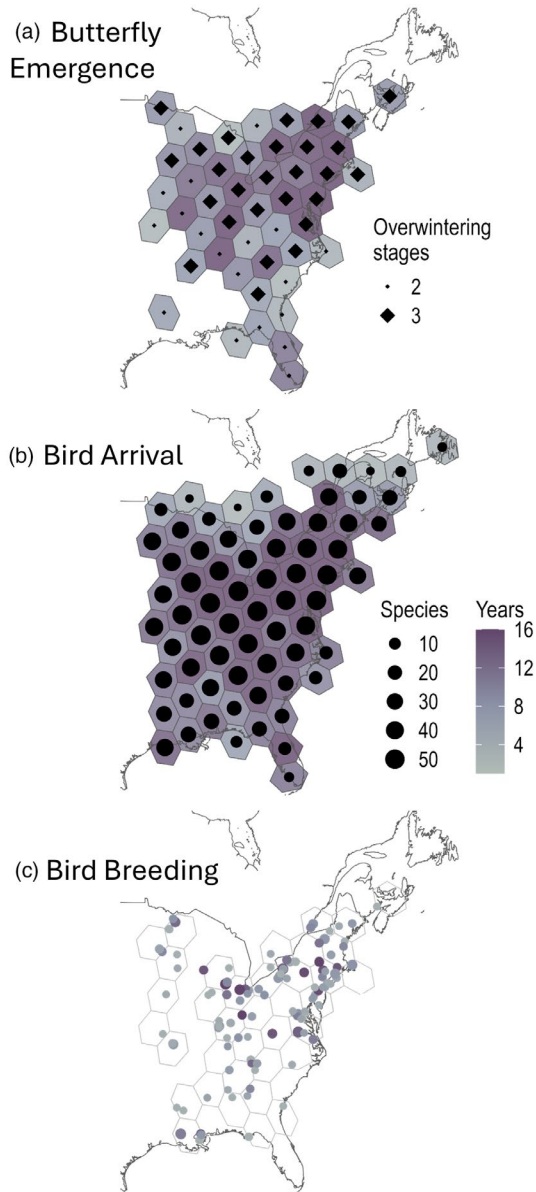 (a) Butterfly
Emergence
Overwintering
stages
2
3
(b) Bird Arrival
Species
10
20
30
40
50
Years
16
12
8
4
(c) Bird Breeding